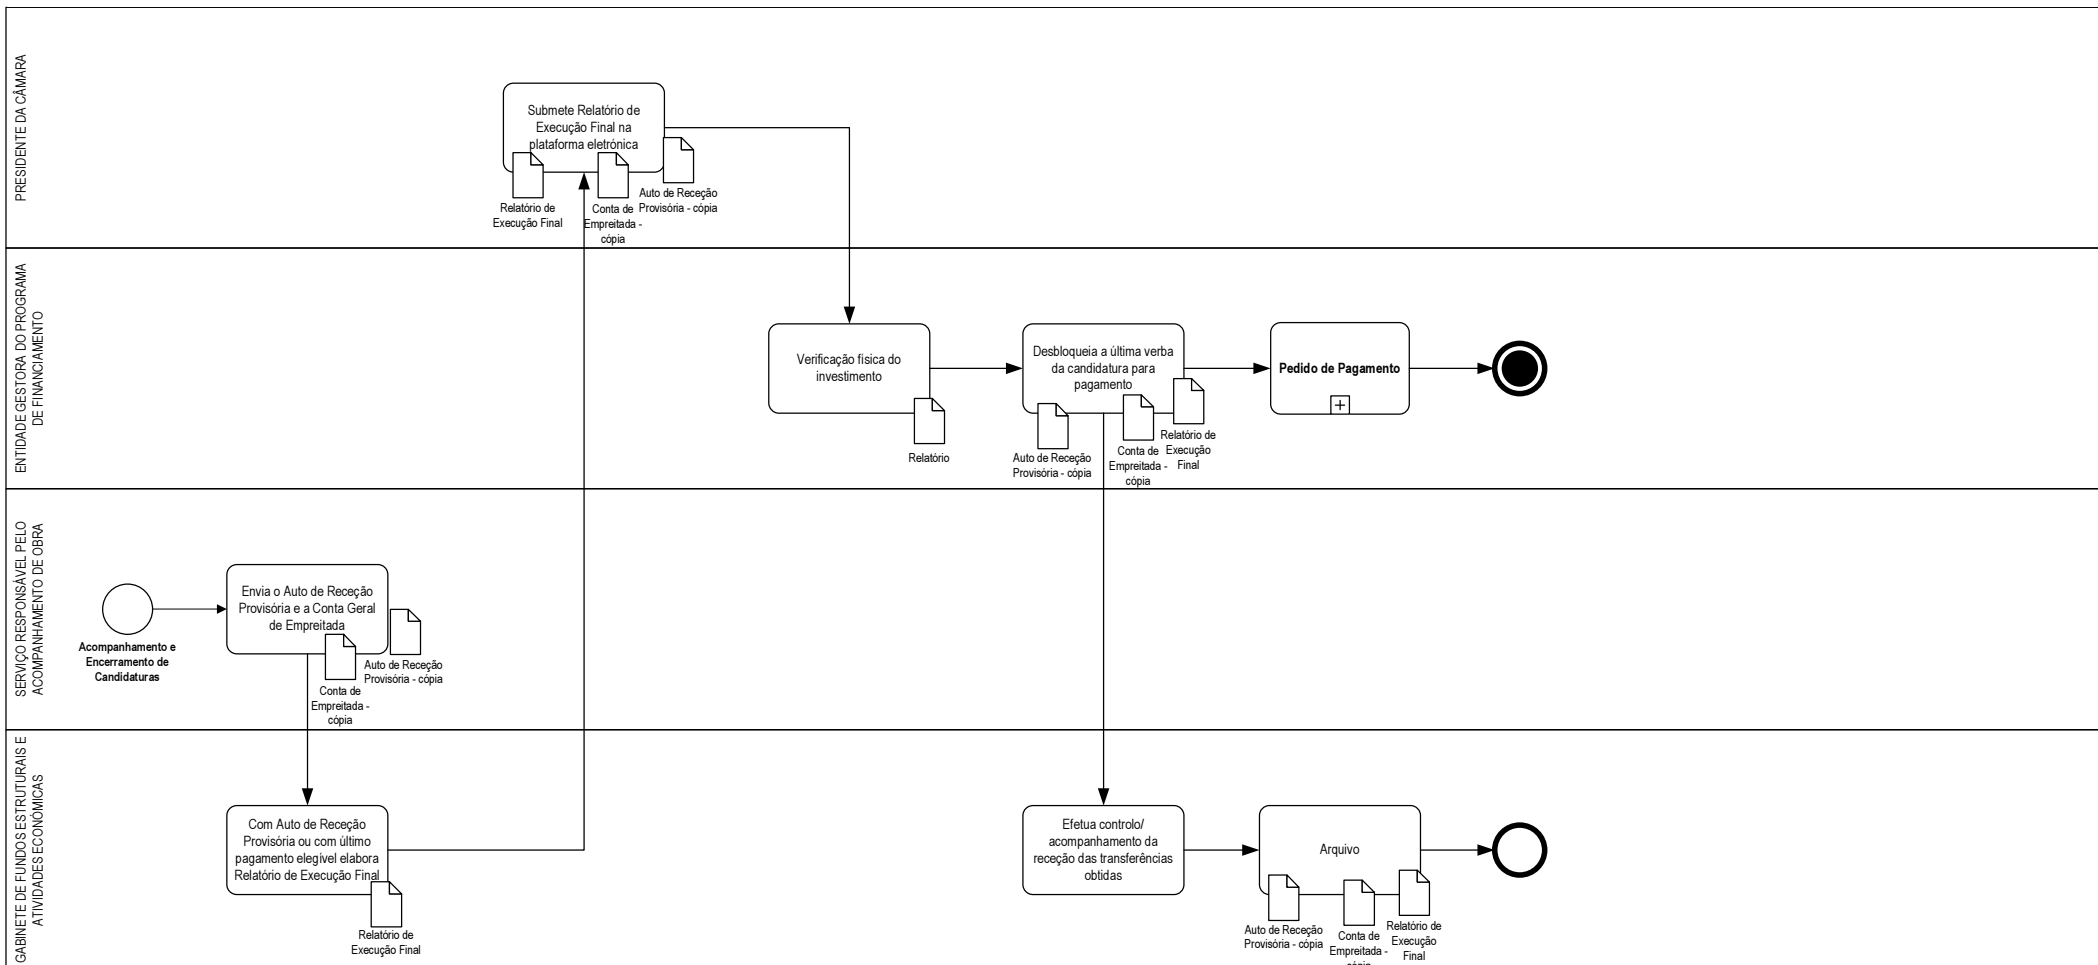 PRESIDENTE DA CÂMARA
Submete Relatório de
Execução Final na
plataforma eletrónica
Relatório de
Execução Final
Conta de
Empreitada -
cópia
Auto de Receção
Provisória - cópia
ENTIDADE GESTORA DO PROGRAMA
DE FINANCIAMENTO
Verificação física do
investimento
Relatório
Desbloqueia a última verba
da candidatura para
pagamento
Auto de Receção
Provisória - cópia
Conta de
Empreitada -
cópia
Relatório de
Execução
Final
Pedido de Pagamento
SERVIÇO RESPONSÁVEL PELO
ACOMPANHAMENTO DE OBRA
Acompanhamento e
Encerramento de
Candidaturas
Envia o Auto de Receção
Provisória e a Conta Geral
de Empreitada
Conta de
Empreitada -
cópia
Auto de Receção
Provisória - cópia
GABINETE DE FUNDOS ESTRUTURAIS E
ATIVIDADES ECONÓMICAS
Com Auto de Receção
Provisória ou com último
pagamento elegível elabora
Relatório de Execução Final
Relatório de
Execução Final
Efetua controlo/
acompanhamento da
receção das transferências
obtidas
Arquivo
Auto de Receção
Provisória - cópia
Conta de
Empreitada -
Relatório de
Execução
Final